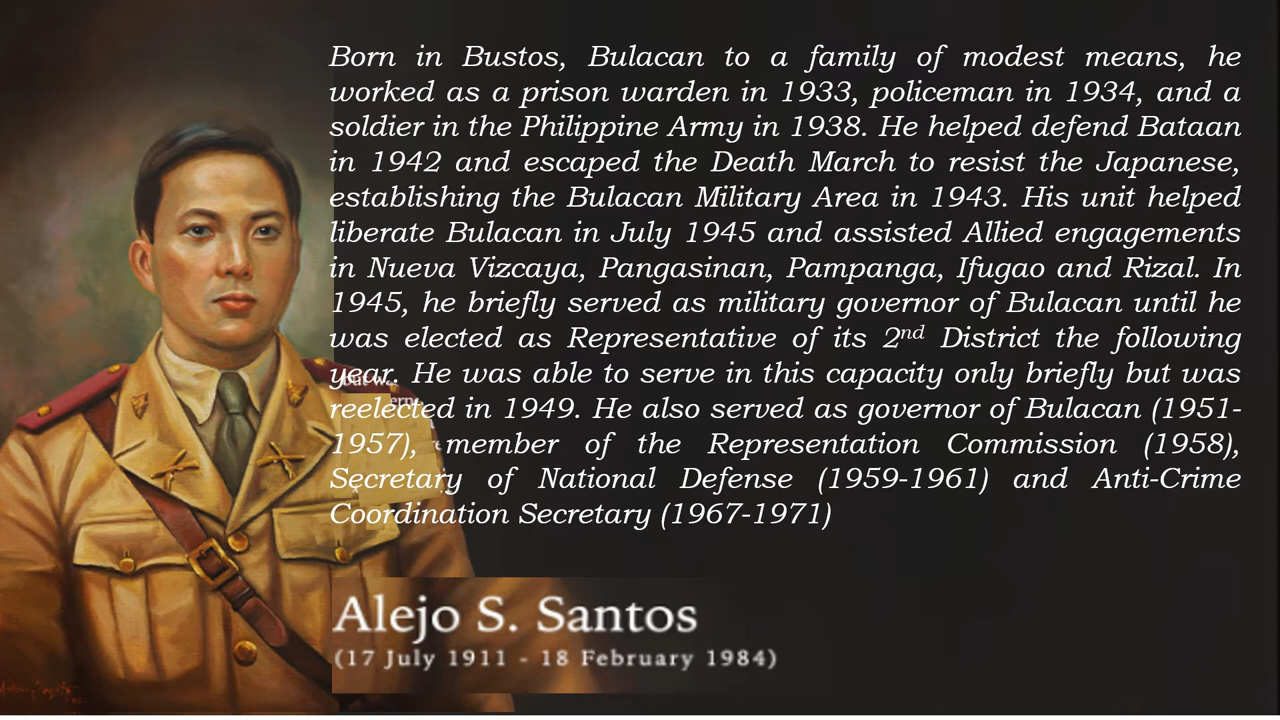 Born in Bustos, Bulacan to a family of modest means, he
worked as a prison warden in 1933, policeman in 1934, and a
soldier in the Philippine Army in 1938. He helped defend Bataan
in 1942 and escaped the Death March to resist the Japanese,
establishing the Bulacan Military Area in 1943. His unit helped
liberate Bulacan in July 1945 and assisted Allied engagements
in Nueva Vizcaya, Pangasinan, Pampanga, Ifugao and Rizal. In
1945, he briefly served as military governor of Bulacan until he
was elected as Representative of its 2nd District the following
year. He was able to serve in this capacity only briefly but was
reelected in 1949. He also served as governor of Bulacan (1951-
1957), member of the Representation Commission (1958),
Secretary of National Defense (1959-1961) and Anti-Crime
Coordination Secretary (1967-1971)
Alejo S. Santos
(17 July 1911 - 18 February 1984)